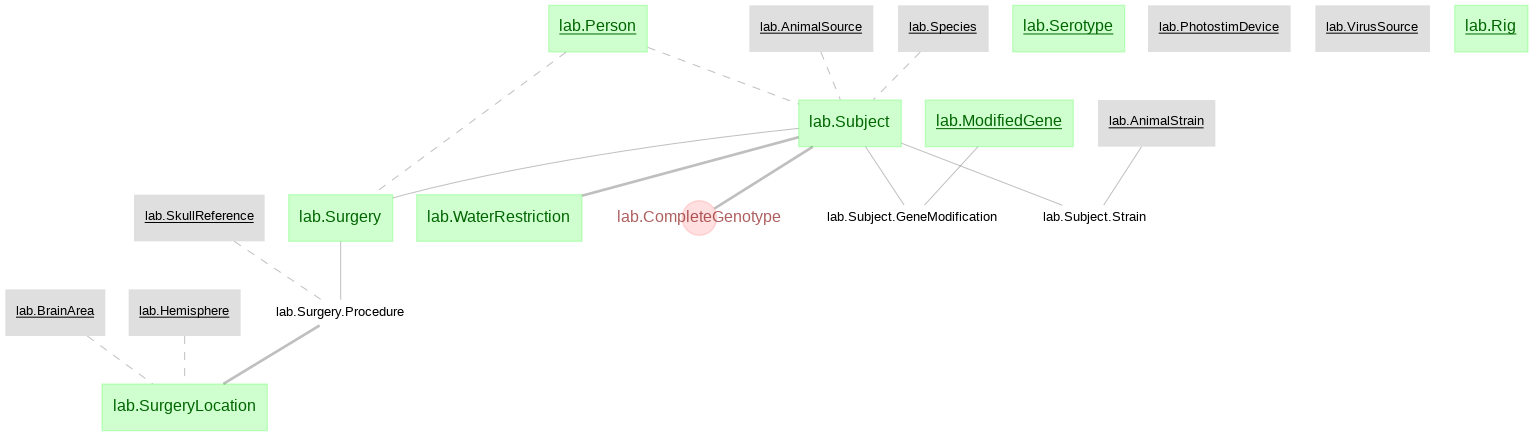 lab.Person
lab.AnimalSource
lab.Species
lab.Serotype
lab.PhotostimDevice
lab.VirusSource
lab.Rig
lab.Subject
lab.ModifiedGene
lab.AnimalStrain
lab.SkullReference
lab.Surgery
lab.WaterRestriction
lab.CompleteGenotype
lab.Subject.GeneModification
lab.Subject.Strain
lab.BrainArea
lab.Hemisphere
lab.Surgery.Procedure
lab.SurgeryLocation